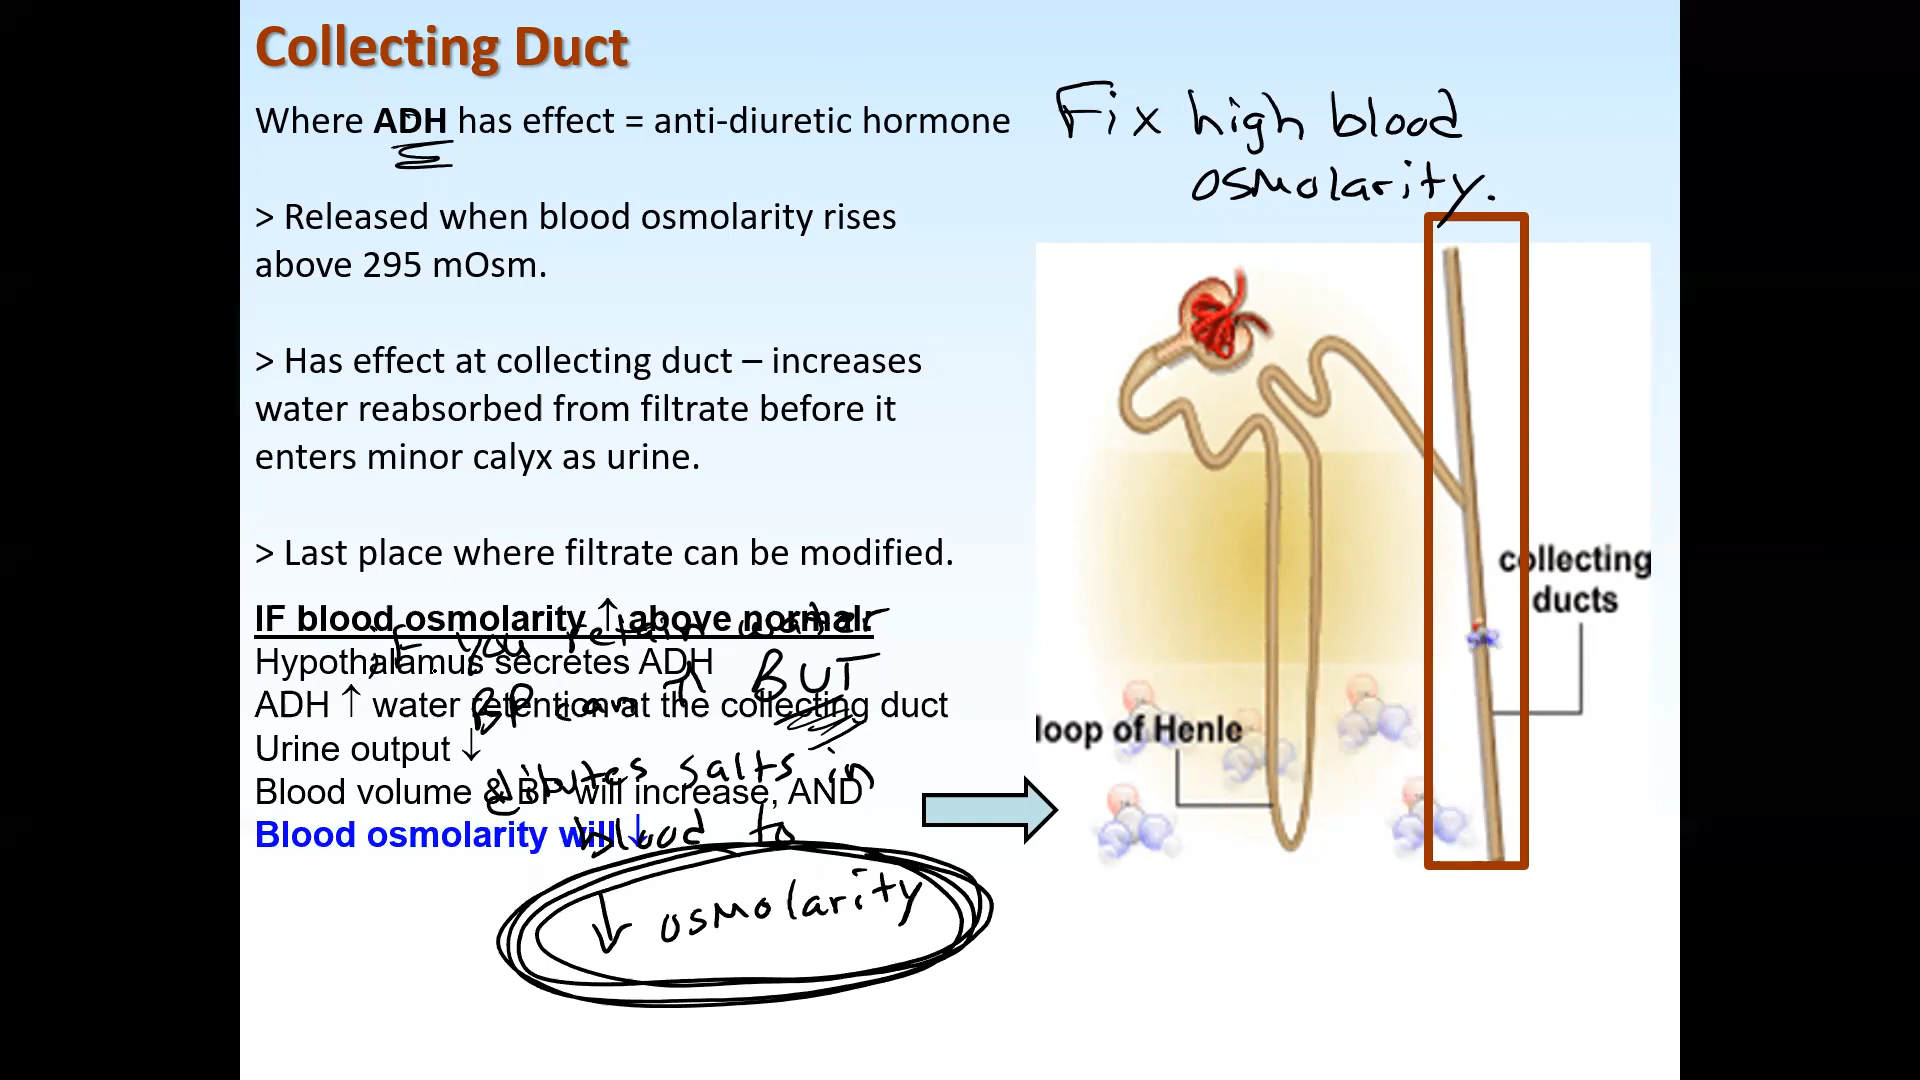 Collecting Duct
Where ADH has effect = anti-diuretic hormone
> Released when blood osmolarity rises
above 295 mOsm.
> Has effect at collecting duct – increases
water reabsorbed from filtrate before it
enters minor calyx as urine.
> Last place where filtrate can be modified.
IF blood osmolarity ↑ above normal:
Hypothalamus secretes ADH
ADH ↑ water retention at the collecting duct
Urine output ↓
Blood volume & BP will increase, AND
Blood osmolarity will ↓
if you retain water
BP can ↑ BUT
dilutes salts in
blood to
↓ osmolarity
Fix high blood
osmolarity.
collecting
ducts
loop of Henle